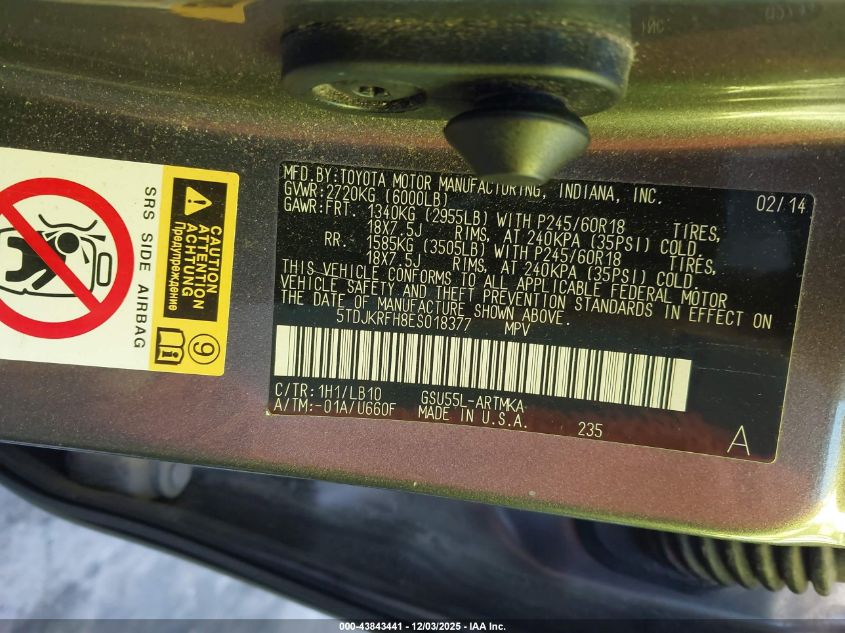 MFD.BY:TOYOTA MOTOR MANUFACTURING, INDIANA, INC. 02/14
GVWR:2720KG (6000LB)
GAWR:FRT. 1340KG (2955LB) WITH P245/60R18 TIRES,
18X7.5J RIMS, AT 240KPA (35PSI) COLD
RR. 1585KG (3505LB) WITH P245/60R18 TIRES,
18X7.5J RIMS, AT 240KPA (35PSI) COLD.
THIS VEHICLE CONFORMS TO ALL APPLICABLE FEDERAL MOTOR
VEHICLE SAFETY AND THEFT PREVENTION STANDARDS IN EFFECT ON
THE DATE OF MANUFACTURE SHOWN ABOVE.
5TDJKRFH8ES018377 MPV
C/TR:1H1/LB10 GSU55L-ARTMKA
A/TM:-01A/U660F MADE IN U.S.A. 235 A
SRS SIDE AIRBAG
CAUTION
ATTENTION
ACHTUNG
Предупреждение
9
000-43843441 - 12/03/2025 - IAA Inc.